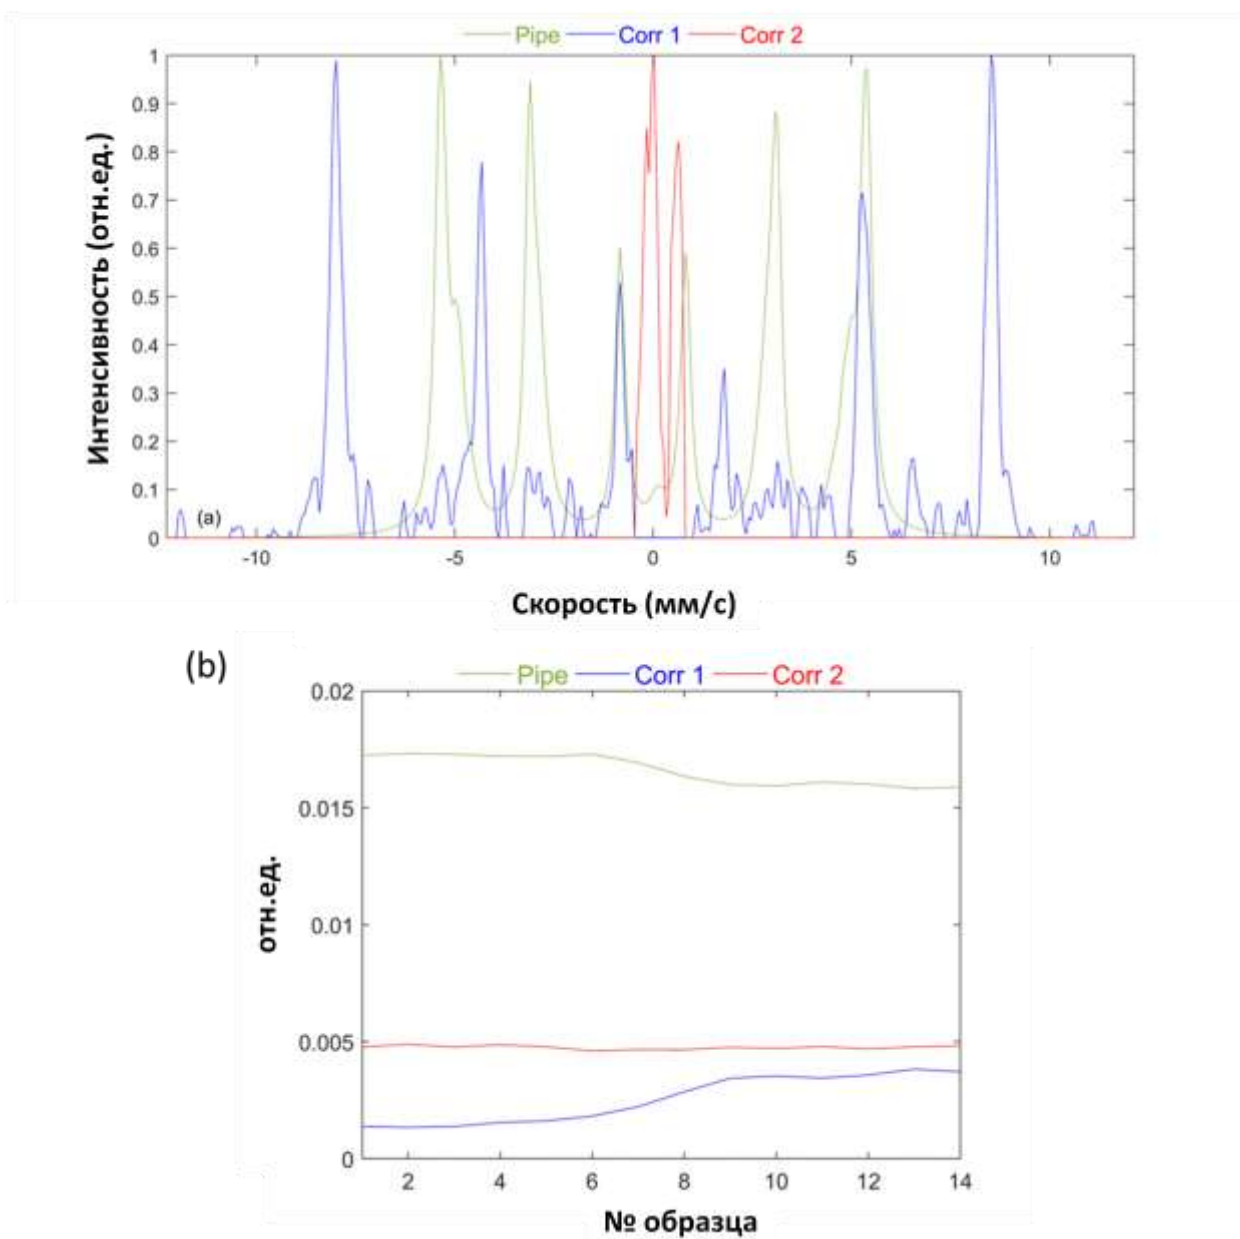 Pipe Corr 1 Corr 2
1
0.9
0.8
0.7
0.6
0.5
0.4
0.3
0.2
0.1
0
Интенсивность (отн.ед.)
(a)
-10 -5 0 5 10
Скорость (мм/с)
(b)
Pipe Corr 1 Corr 2
0.02
0.015
0.01
0.005
0
отн.ед.
2 4 6 8 10 12 14
№ образца